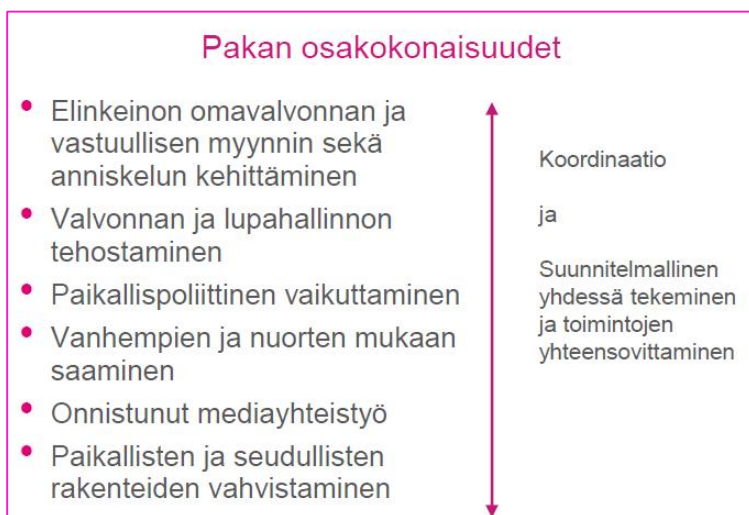 Pakan osakokonaisuudet
• Elinkeinon omavalvonnan ja
vastuullisen myynnin sekä
anniskelun kehittäminen
• Valvonnan ja lupahallinnon
tehostaminen
• Paikallispoliittinen vaikuttaminen
• Vanhempien ja nuorten mukaan
saaminen
• Onnistunut mediayhteistyö
• Paikallisten ja seudullisten
rakenteiden vahvistaminen
Koordinaatio
ja
Suunnitelmallinen
yhdessä tekeminen
ja toimintojen
yhteensovittaminen